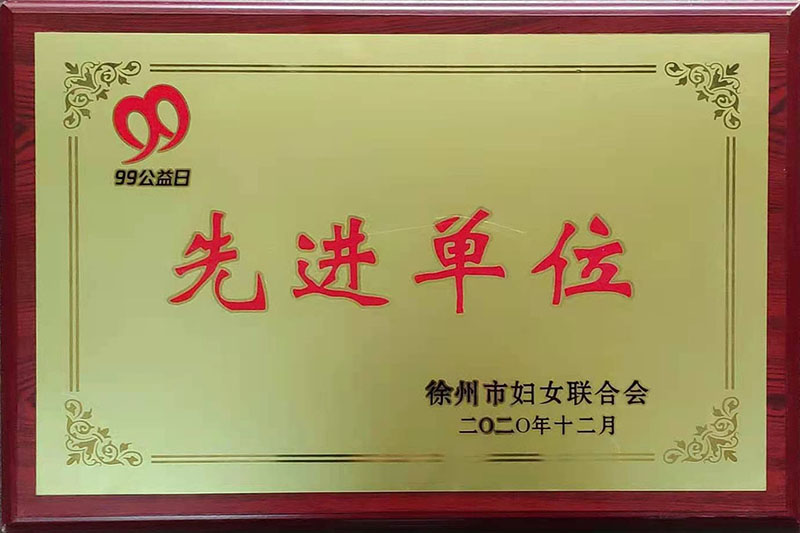 99公益日
先进单位
徐州市妇女联合会
二〇二〇年十二月